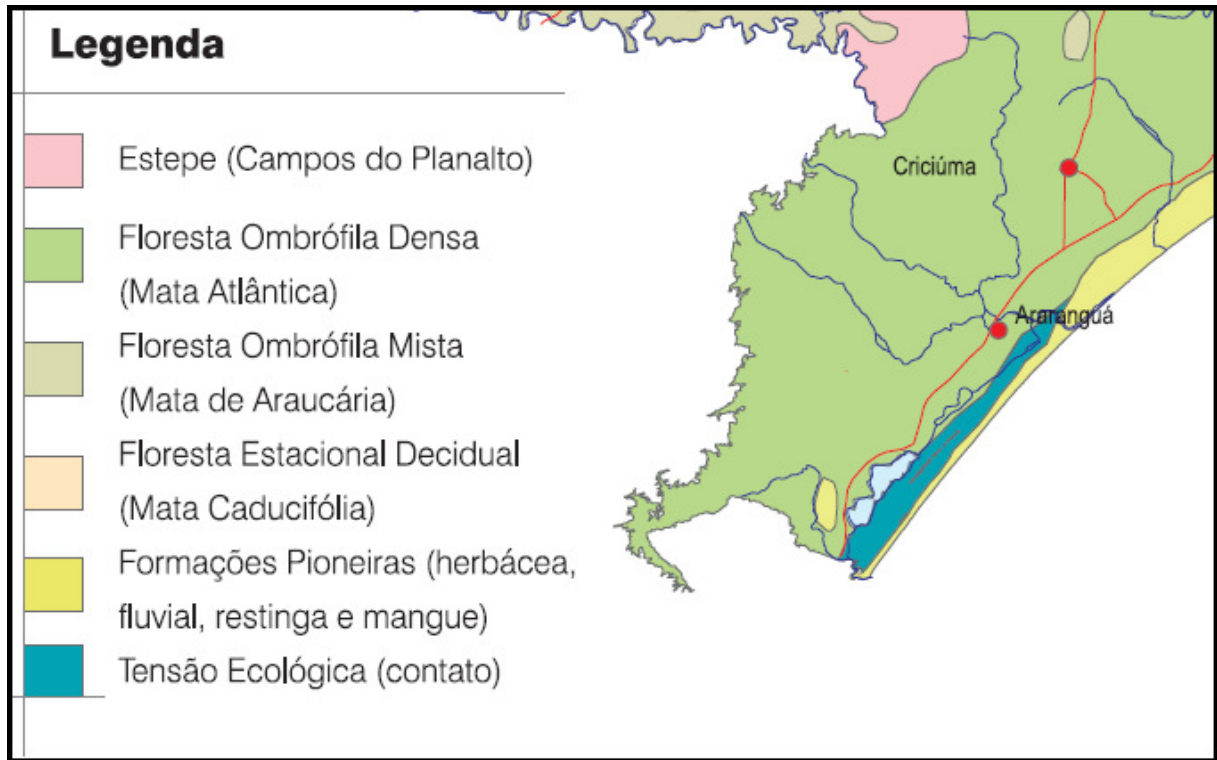 Legenda
Estepe (Campos do Planalto)
Floresta Ombrófila Densa
(Mata Atlântica)
Floresta Ombrófila Mista
(Mata de Araucária)
Floresta Estacional Decidual
(Mata Caducifólia)
Formações Pioneiras (herbácea,
fluvial, restinga e mangue)
Tensão Ecológica (contato)
Criciúma
Araranguá